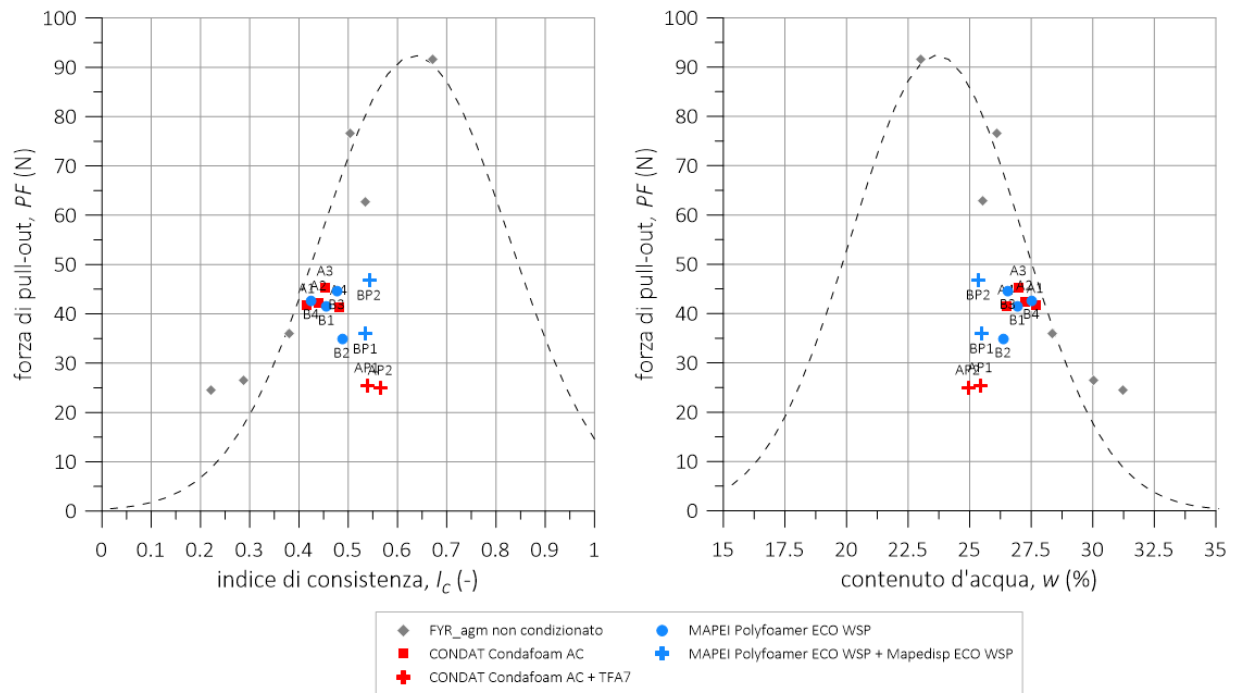 100
90
80
70
60
50
40
30
20
10
0
forza di pull-out, PF (N)
A3
A1 A2 A4
B3
B4 B1
B2
BP2
BP1
AP1 AP2
0 0.1 0.2 0.3 0.4 0.5 0.6 0.7 0.8 0.9 1
indice di consistenza, Ic (-)
100
90
80
70
60
50
40
30
20
10
0
forza di pull-out, PF (N)
A3
A1
B3
B4
B1
B2
BP2
BP1
AP2 AP1
15 17.5 20 22.5 25 27.5 30 32.5 35
contenuto d'acqua, w (%)
FYR_agm non condizionato
CONDAT Condafoam AC
CONDAT Condafoam AC + TFA7
MAPEI Polyfoamer ECO WSP
MAPEI Polyfoamer ECO WSP + Mapedisp ECO WSP